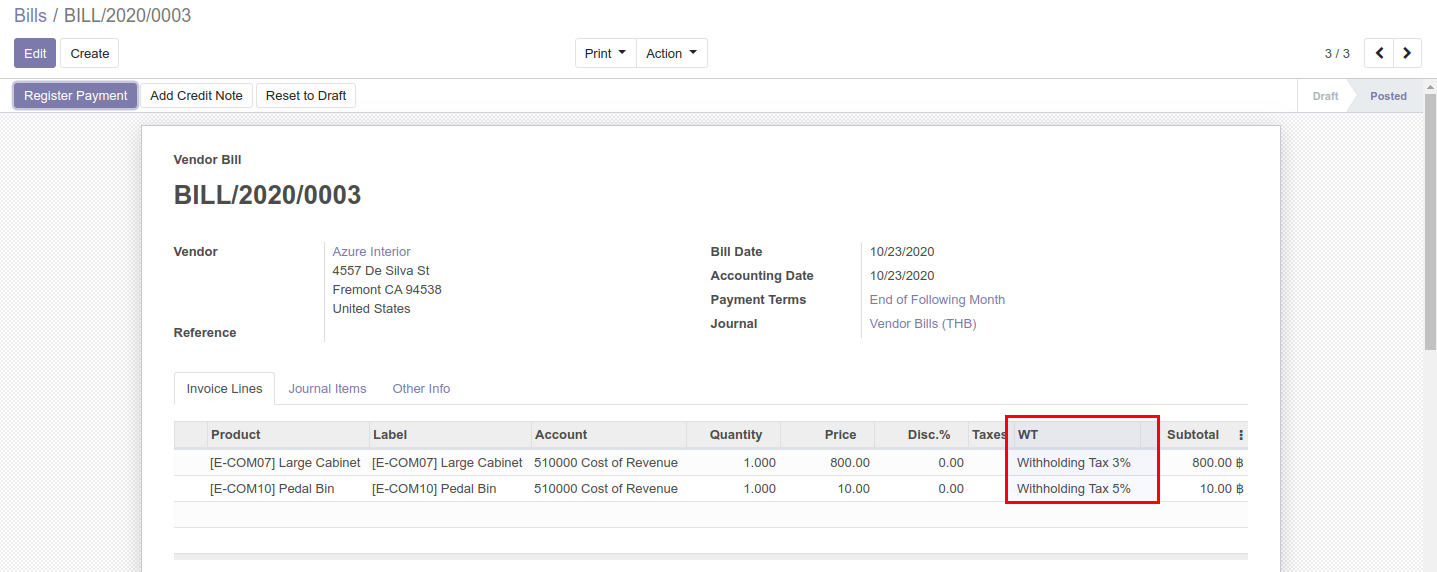 Bills / BILL/2020/0003
Edit Create Print Action 3 / 3
Register Payment Add Credit Note Reset to Draft Draft Posted
Vendor Bill
BILL/2020/0003
Vendor Azure Interior Bill Date 10/23/2020
4557 De Silva St Accounting Date 10/23/2020
Fremont CA 94538 Payment Terms End of Following Month
United States Journal Vendor Bills (THB)
Reference
Invoice Lines Journal Items Other Info
Product Label Account Quantity Price Disc.% Taxes WT Subtotal
[E-COM07] Large Cabinet [E-COM07] Large Cabinet 510000 Cost of Revenue 1.000 800.00 0.00 Withholding Tax 3% 800.00 ฿
[E-COM10] Pedal Bin [E-COM10] Pedal Bin 510000 Cost of Revenue 1.000 10.00 0.00 Withholding Tax 5% 10.00 ฿